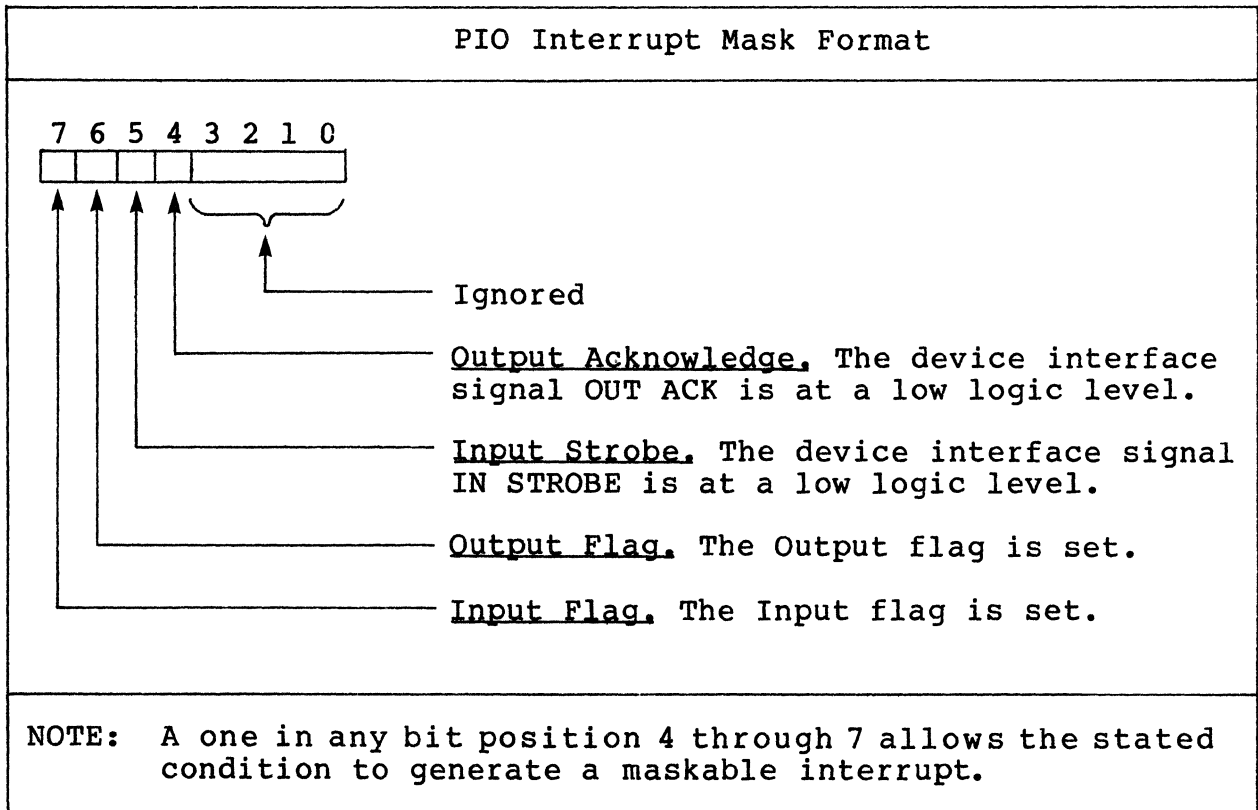 PIO Interrupt Mask Format
7 6 5 4 3 2 1 0
Ignored
Output Acknowledge. The device interface
signal OUT ACK is at a low logic level.
Input Strobe. The device interface signal
IN STROBE is at a low logic level.
Output Flag. The Output flag is set.
Input Flag. The Input flag is set.
NOTE: A one in any bit position 4 through 7 allows the stated
condition to generate a maskable interrupt.